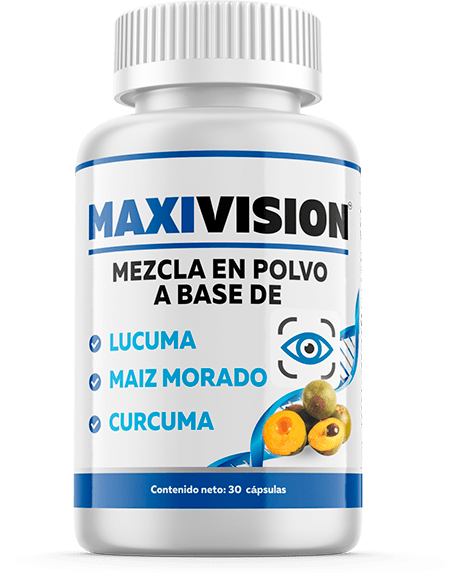 MAXIVISION
MEZCLA EN POLVO
A BASE DE
LUCUMA
MAIZ MORADO
CURCUMA
Contenido neto: 30 cápsulas